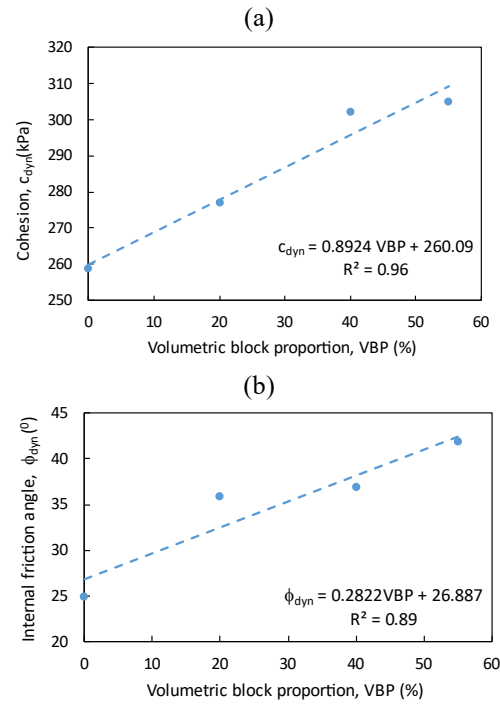 (a)
320
310
300
290
280
270
260
250
Cohesion, c_dyn(kPa)
c_dyn = 0.8924 VBP + 260.09
R² = 0.96
0 10 20 30 40 50 60
Volumetric block proportion, VBP (%)
(b)
45
40
35
30
25
20
Internal friction angle, ϕ_dyn(⁰)
ϕ_dyn = 0.2822VBP + 26.887
R² = 0.89
0 10 20 30 40 50 60
Volumetric block proportion, VBP (%)